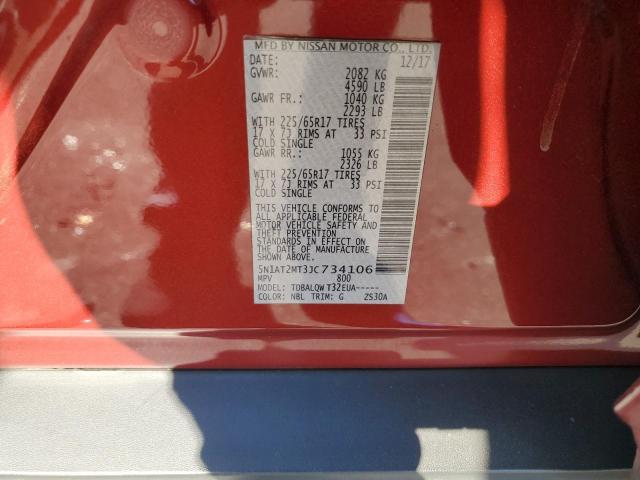 MFD BY NISSAN MOTOR CO., LTD.
DATE: 12/17
GVWR: 2082 KG
4590 LB
GAWR FR.: 1040 KG
2293 LB
WITH 225/65R17 TIRES
17 X 7J RIMS AT 33 PSI
COLD SINGLE
GAWR RR.: 1055 KG
2326 LB
WITH 225/65R17 TIRES
17 X 7J RIMS AT 33 PSI
COLD SINGLE
THIS VEHICLE CONFORMS TO
ALL APPLICABLE FEDERAL
MOTOR VEHICLE SAFETY AND
THEFT PREVENTION
STANDARDS IN EFFECT ON
THE DATE OF MANUFACTURE
SHOWN ABOVE.
5N1AT2MT3JC734106
MPV 800
MODEL: TDBALQW T32EUA-----
COLOR: NBL TRIM: G ZS30A